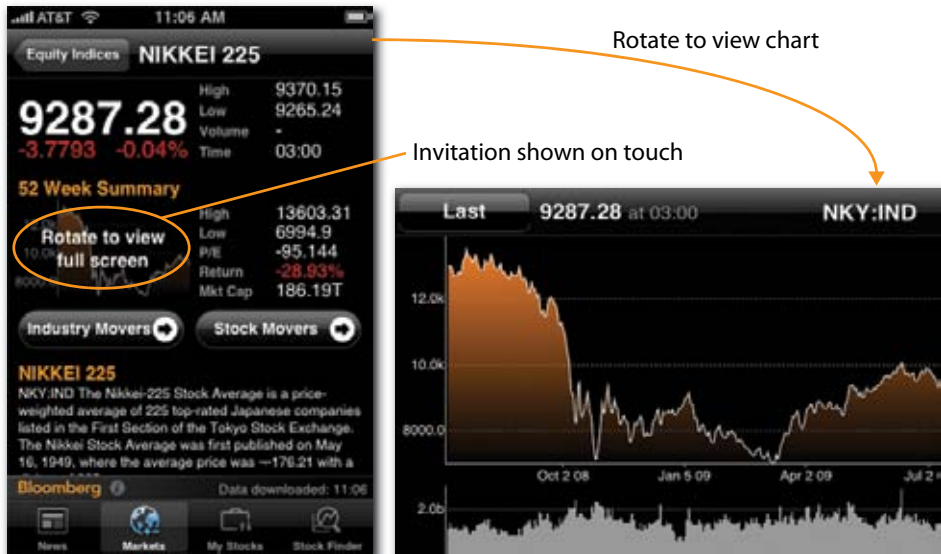 AT&T 11:06 AM
Equity Indices NIKKEI 225
Rotate to view chart
9287.28
-3.7793 -0.04%
High 9370.15
Low 9265.24
Volume -
Time 03:00
Invitation shown on touch
52 Week Summary
Rotate to view
full screen
10.0k
8000.0
High 13603.31
Low 6994.9
P/E -95.144
Return -28.93%
Mkt Cap 186.19T
Industry Movers Stock Movers
NIKKEI 225
NKY:IND The Nikkei-225 Stock Average is a price-
weighted average of 225 top-rated Japanese companies
listed in the First Section of the Tokyo Stock Exchange.
The Nikkei Stock Average was first published on May
16, 1949, where the average price was —176.21 with a
Bloomberg Data downloaded: 11:06
News Markets My Stocks Stock Finder
Last 9287.28 at 03:00 NKY:IND
12.0k
10.0k
8000.0
Oct 2 08 Jan 5 09 Apr 2 09 Jul 2
2.0b